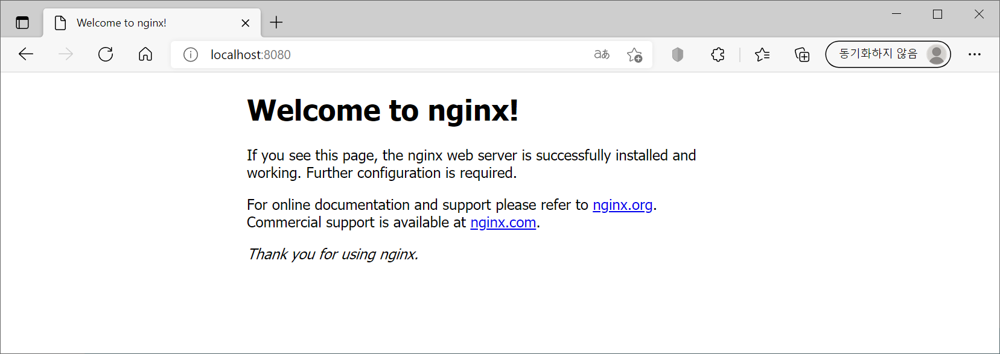 Welcome to nginx!
localhost:8080
aあ
동기화하지 않음
Welcome to nginx!
If you see this page, the nginx web server is successfully installed and
working. Further configuration is required.
For online documentation and support please refer to nginx.org.
Commercial support is available at nginx.com.
Thank you for using nginx.